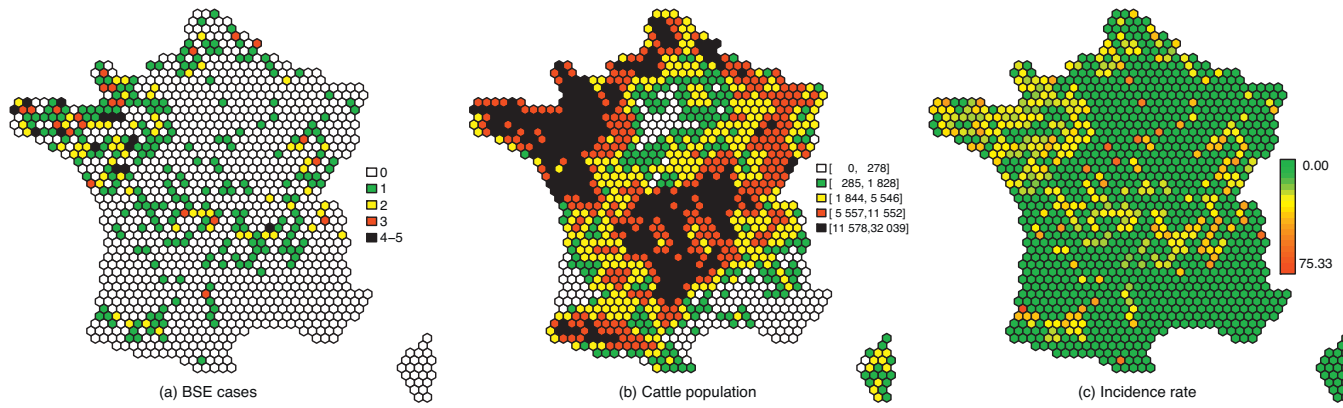 0
1
2
3
4–5
(a) BSE cases
[ 0, 278]
[ 285, 1 828]
[ 1 844, 5 546]
[ 5 557,11 552]
[11 578,32 039]
(b) Cattle population
0.00
75.33
(c) Incidence rate